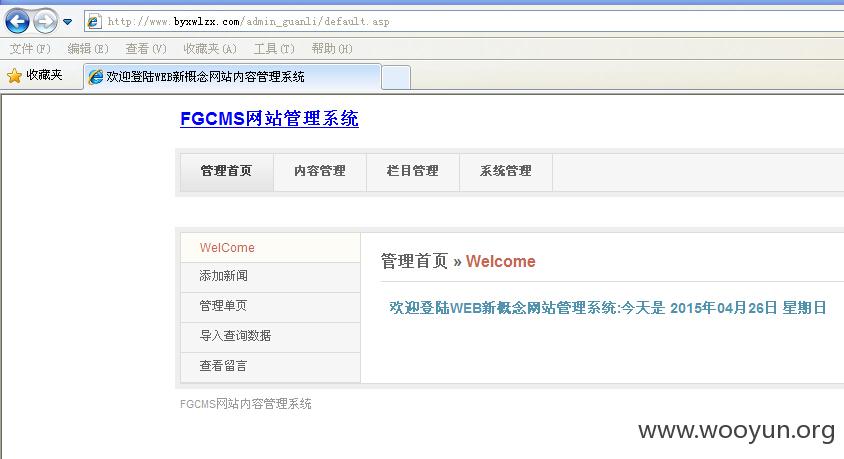 http://www.byxwlzx.com/admin_guanli/default.asp
文件(F) 编辑(E) 查看(V) 收藏夹(A) 工具(T) 帮助(H)
收藏夹 欢迎登陆WEB新概念网站内容管理系统
FGCMS网站管理系统
管理首页 内容管理 栏目管理 系统管理
WelCome
添加新闻
管理单页
导入查询数据
查看留言
管理首页 » Welcome
欢迎登陆WEB新概念网站管理系统:今天是 2015年04月26日 星期日
FGCMS网站内容管理系统
www.wooyun.org